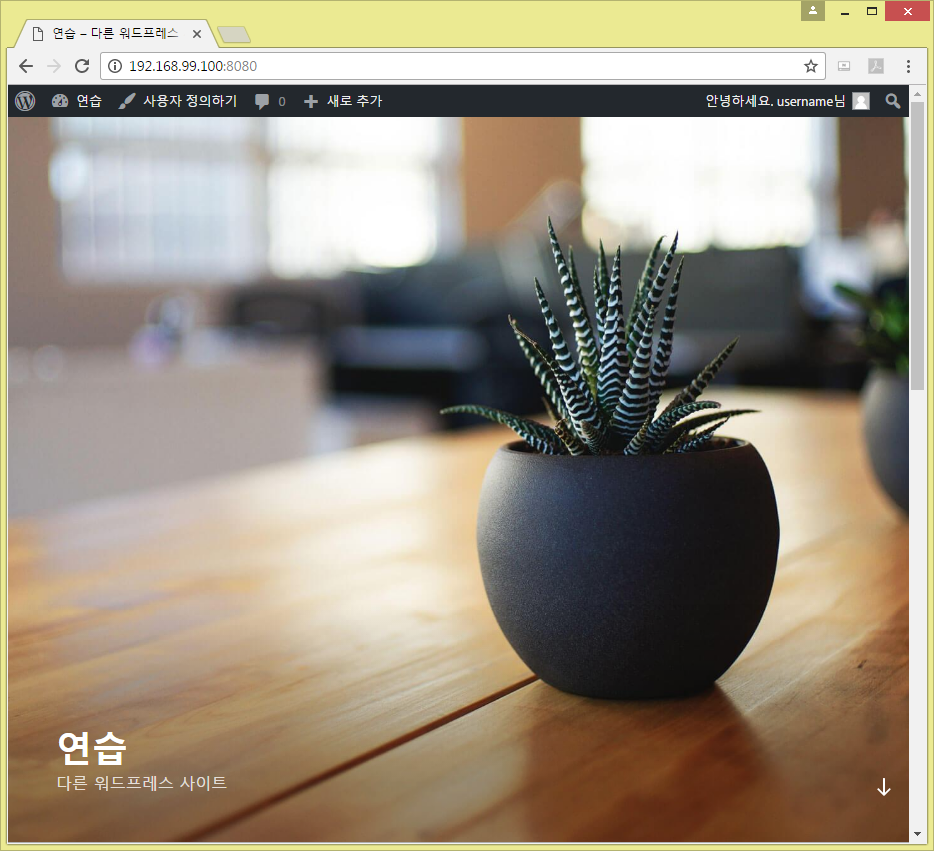 연습 – 다른 워드프레스
192.168.99.100:8080
연습 사용자 정의하기 0 새로 추가 안녕하세요. username님
연습
다른 워드프레스 사이트